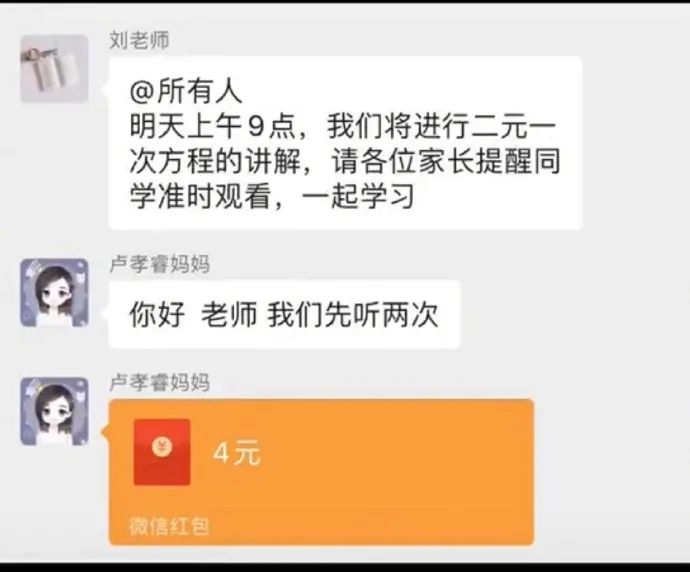 刘老师
@所有人
明天上午9点，我们将进行二元一
次方程的讲解，请各位家长提醒同
学准时观看，一起学习
卢孝睿妈妈
你好 老师 我们先听两次
卢孝睿妈妈
¥
4元
微信红包